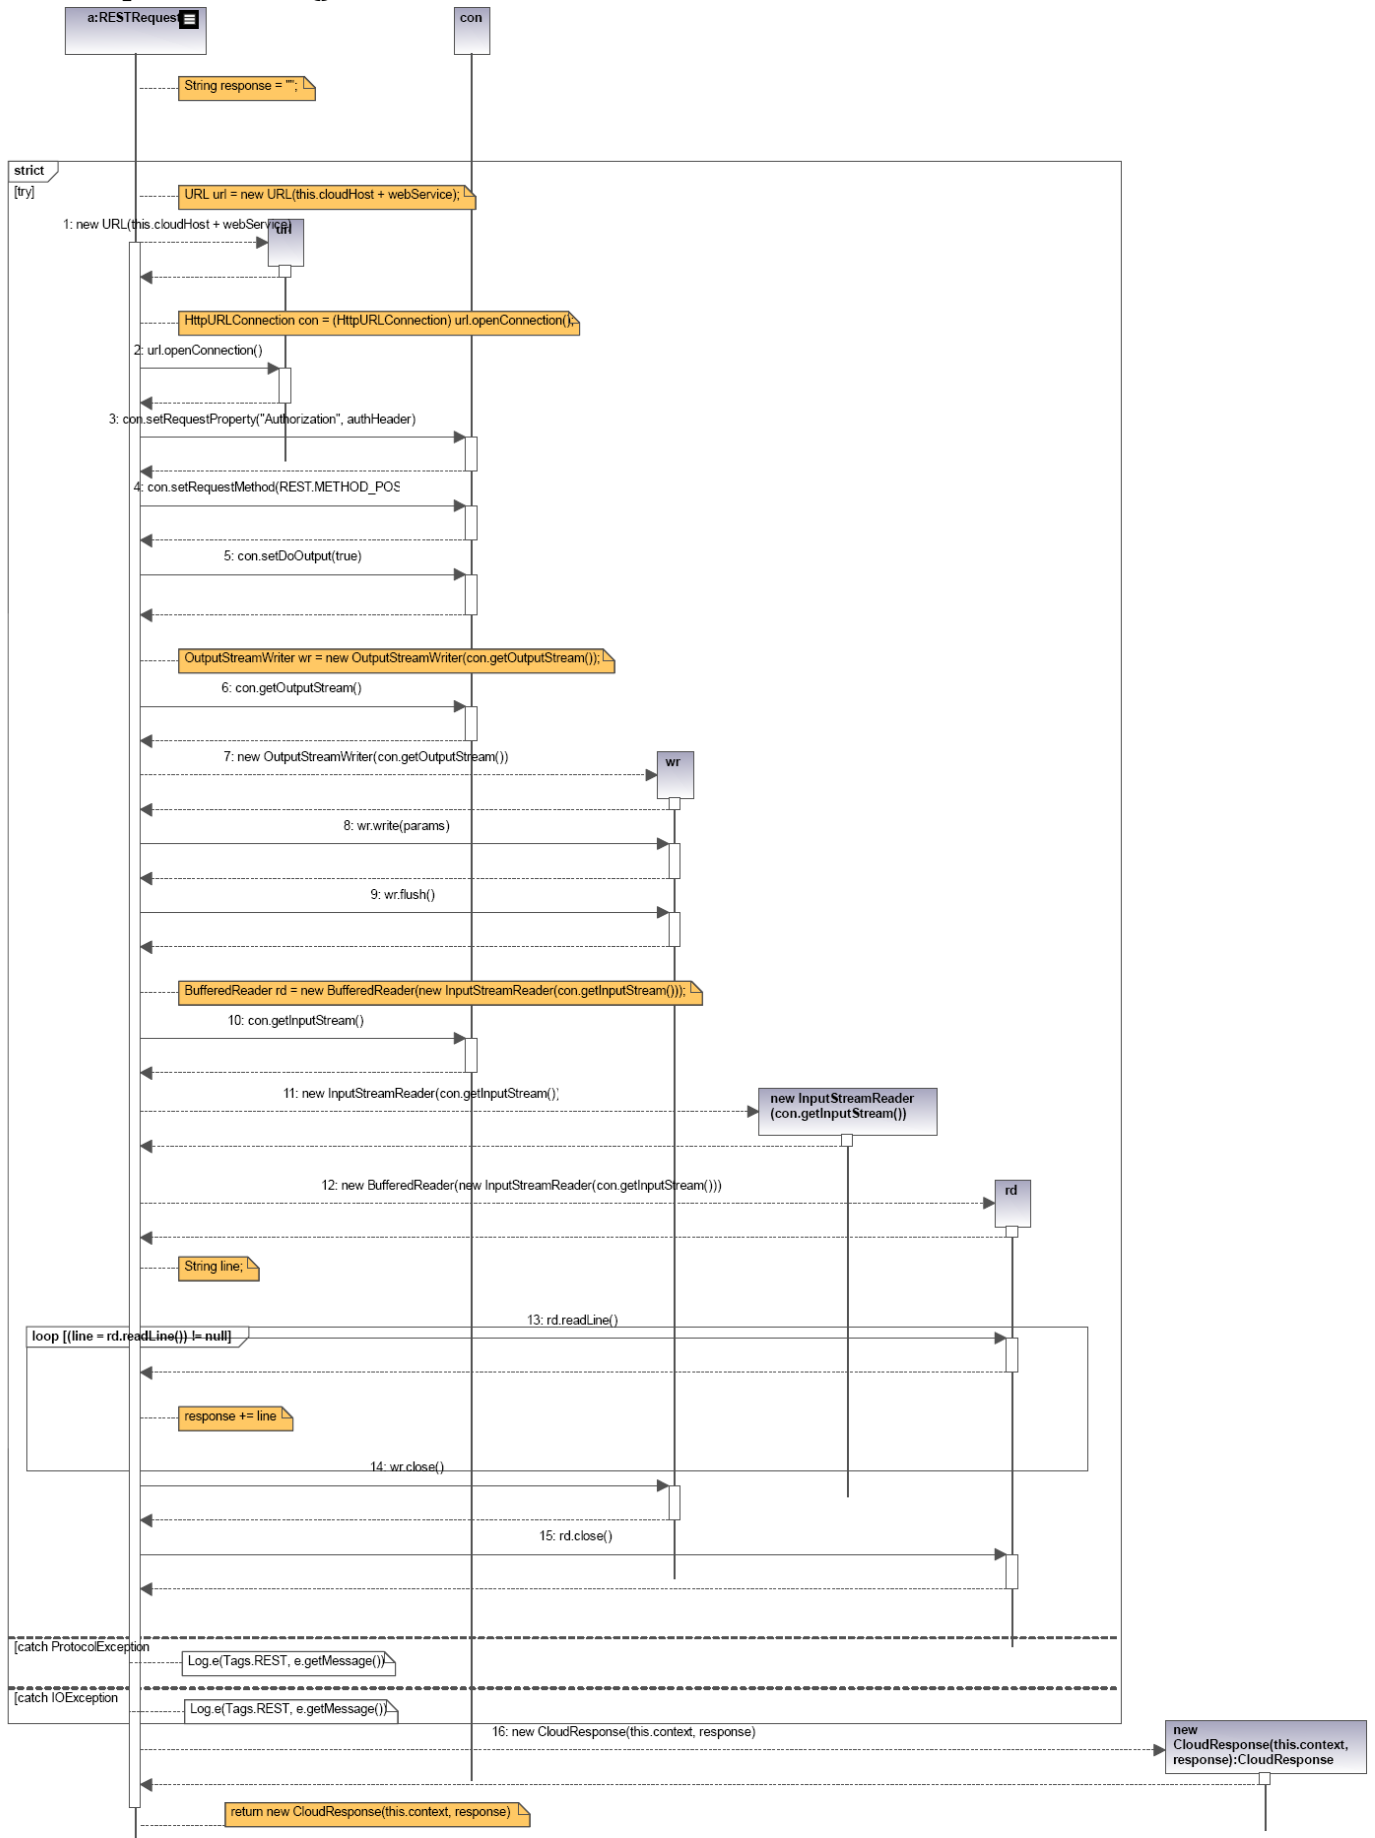 a:RESTRequest
con
String response = "";
strict
[try]
URL url = new URL(this.cloudHost + webService);
1: new URL(this.cloudHost + webService)
url
HttpURLConnection con = (HttpURLConnection) url.openConnection();
2: url.openConnection()
3: con.setRequestProperty("Authorization", authHeader)
4: con.setRequestMethod(REST.METHOD_POS
5: con.setDoOutput(true)
OutputStreamWriter wr = new OutputStreamWriter(con.getOutputStream());
6: con.getOutputStream()
7: new OutputStreamWriter(con.getOutputStream())
wr
8: wr.write(params)
9: wr.flush()
BufferedReader rd = new BufferedReader(new InputStreamReader(con.getInputStream()));
10: con.getInputStream()
11: new InputStreamReader(con.getInputStream()
new InputStreamReader
(con.getInputStream())
12: new BufferedReader(new InputStreamReader(con.getInputStream()))
rd
String line;
13: rd.readLine()
loop [(line = rd.readLine()) != null]
response += line
14: wr.close()
15: rd.close()
[catch ProtocolException
Log.e(Tags.REST, e.getMessage())
[catch IOException
Log.e(Tags.REST, e.getMessage())
16: new CloudResponse(this.context, response)
new
CloudResponse(this.context,
response):CloudResponse
return new CloudResponse(this.context, response)